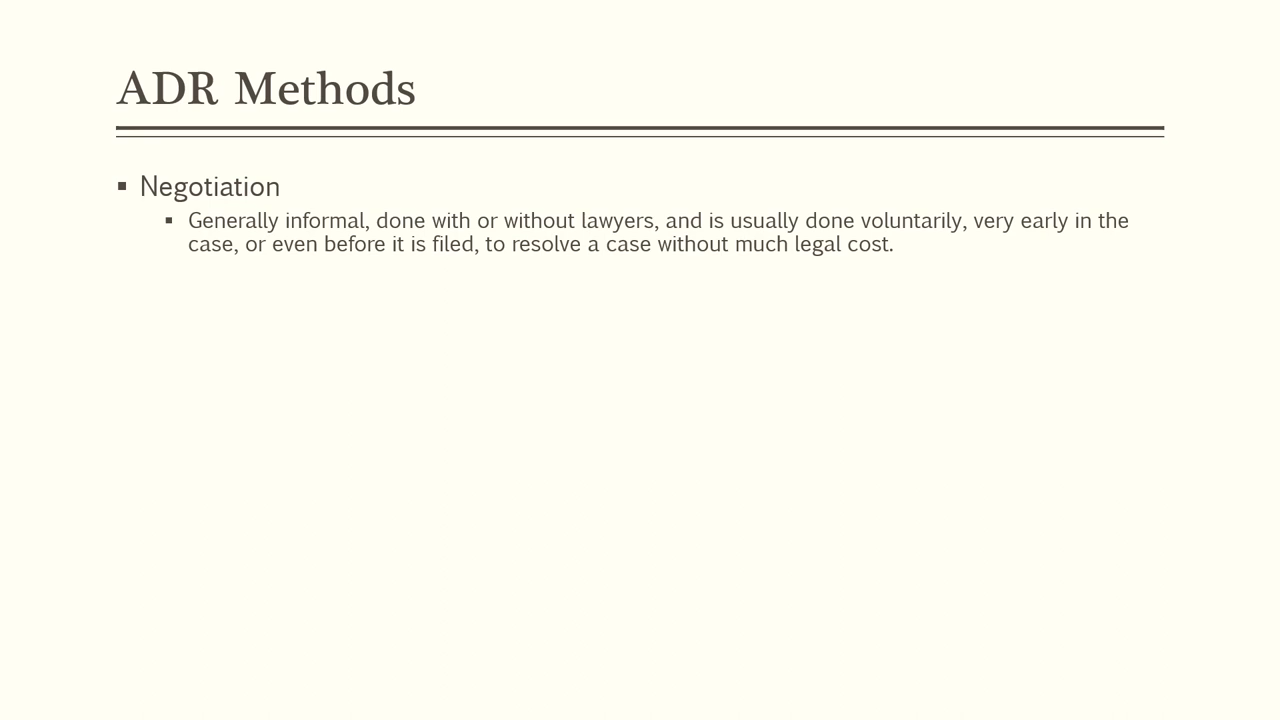 ADR Methods
▪ Negotiation
▪ Generally informal, done with or without lawyers, and is usually done voluntarily, very early in the
case, or even before it is filed, to resolve a case without much legal cost.